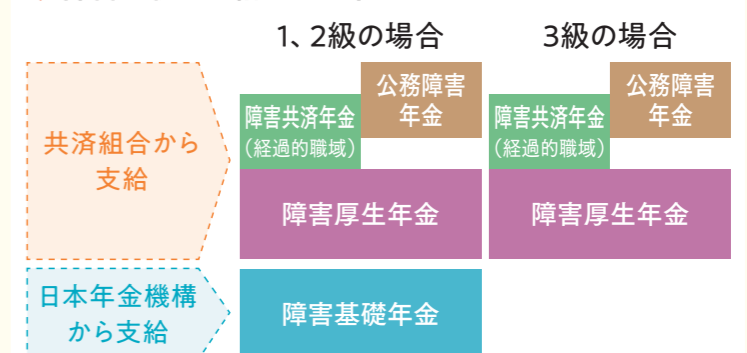 1、2級の場合
3級の場合
共済組合から
支給
障害共済年金
（経過的職域）
公務障害
年金
障害厚生年金
障害共済年金
（経過的職域）
公務障害
年金
障害厚生年金
日本年金機構
から支給
障害基礎年金